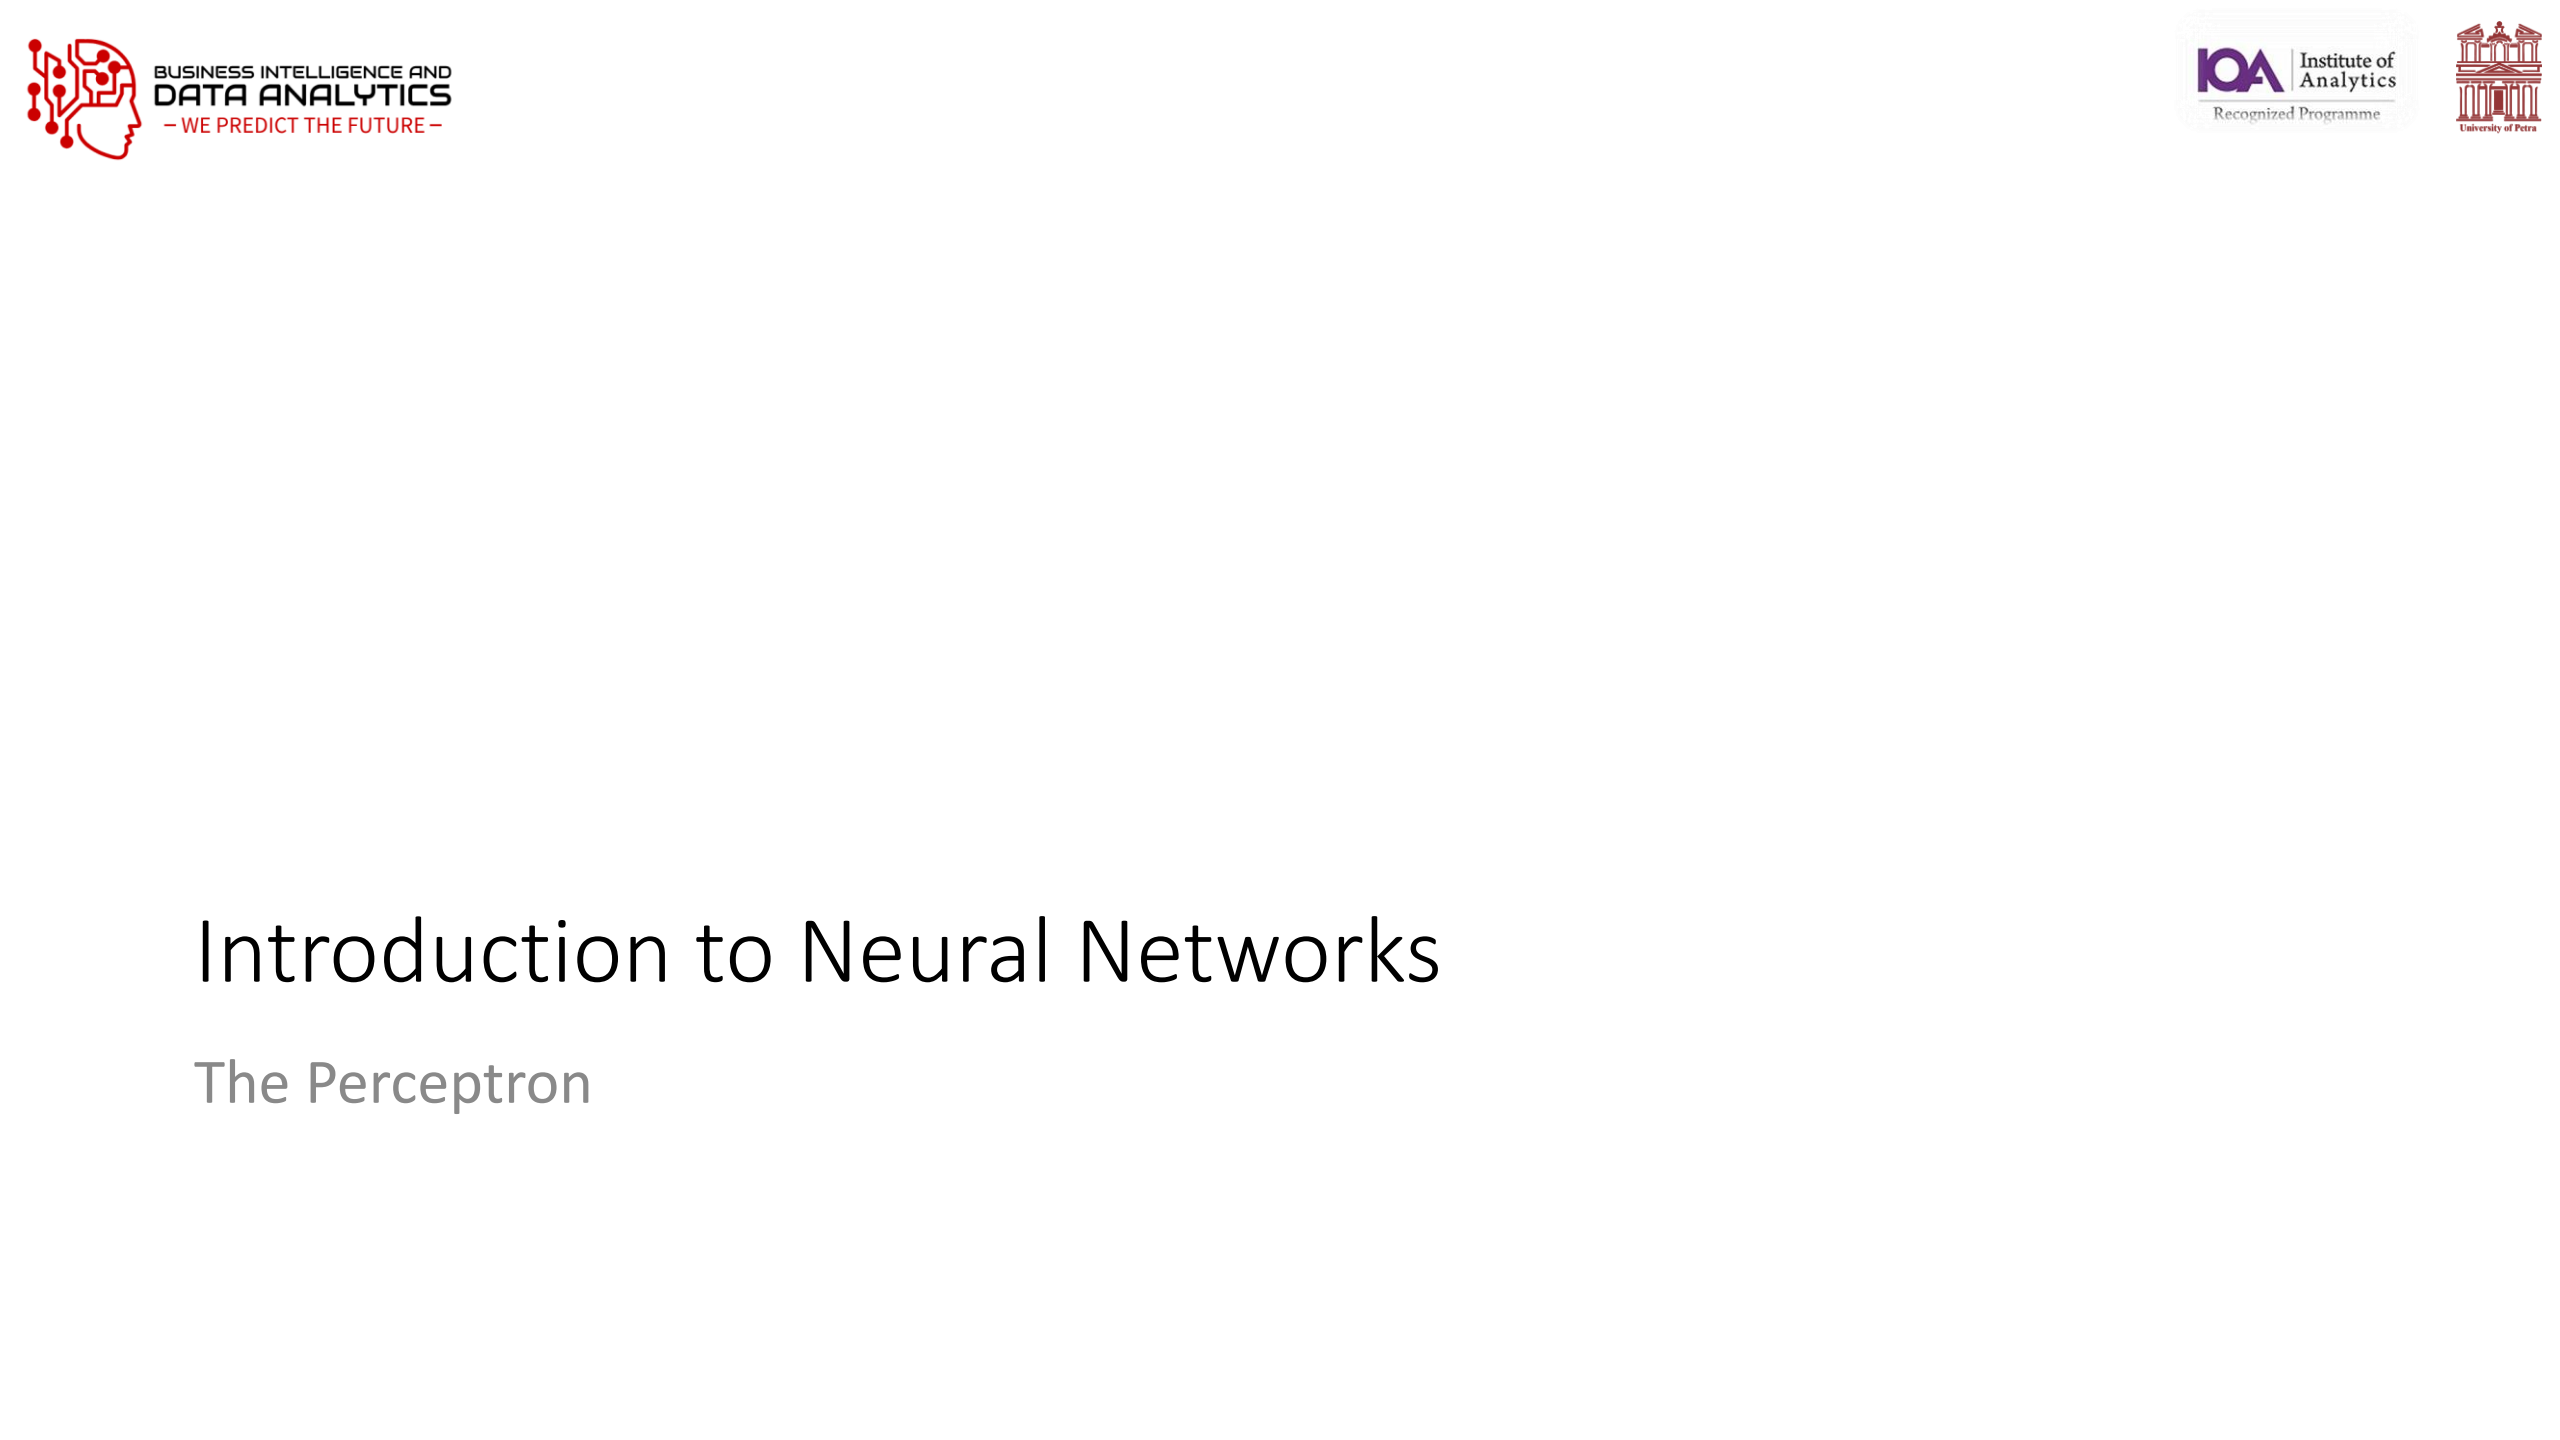 BUSINESS INTELLIGENCE AND
DATA ANALYTICS
– WE PREDICT THE FUTURE –
IOA
Institute of
Analytics
Recognized Programme
University of Petra
Introduction to Neural Networks
The Perceptron